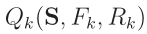 $Q_k(\mathbf{S}, F_k, R_k)$